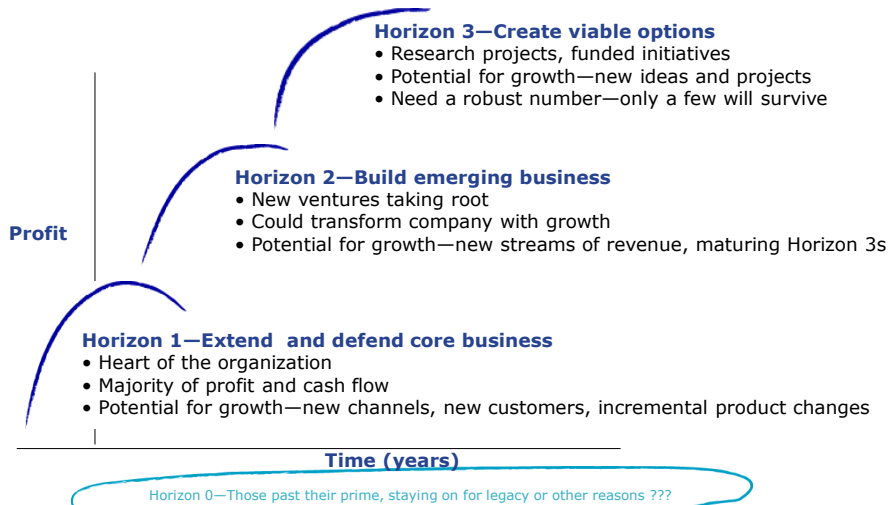 Horizon 3—Create viable options
• Research projects, funded initiatives
• Potential for growth—new ideas and projects
• Need a robust number—only a few will survive
Horizon 2—Build emerging business
• New ventures taking root
• Could transform company with growth
• Potential for growth—new streams of revenue, maturing Horizon 3s
Profit
Horizon 1—Extend  and defend core business
• Heart of the organization
• Majority of profit and cash flow
• Potential for growth—new channels, new customers, incremental product changes
Time (years)
Horizon 0—Those past their prime, staying on for legacy or other reasons ???